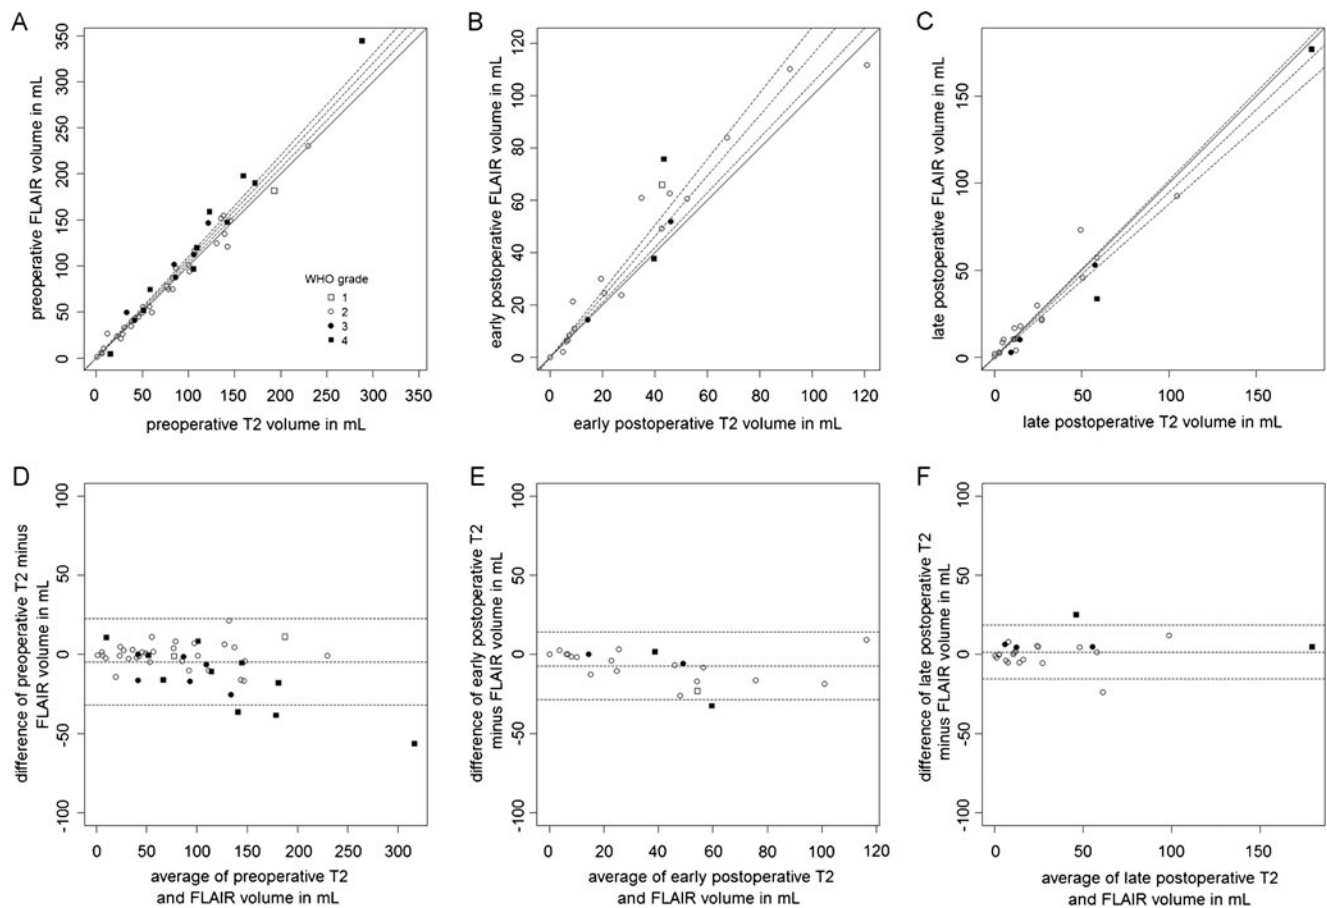 A
preoperative FLAIR volume in mL
350
300
250
200
150
100
50
0
WHO grade
1
2
3
4
0 50 100 150 200 250 300 350
preoperative T2 volume in mL
B
early postoperative FLAIR volume in mL
120
100
80
60
40
20
0
0 20 40 60 80 100 120
early postoperative T2 volume in mL
C
late postoperative FLAIR volume in mL
150
100
50
0
0 50 100 150
late postoperative T2 volume in mL
D
difference of preoperative T2 minus
FLAIR volume in mL
100
50
0
-50
-100
0 50 100 150 200 250 300
average of preoperative T2
and FLAIR volume in mL
E
difference of early postoperative T2
minus FLAIR volume in mL
100
50
0
-50
-100
0 20 40 60 80 100 120
average of early postoperative T2
and FLAIR volume in mL
F
difference of late postoperative T2
minus FLAIR volume in mL
100
50
0
-50
-100
0 50 100 150
average of late postoperative T2
and FLAIR volume in mL